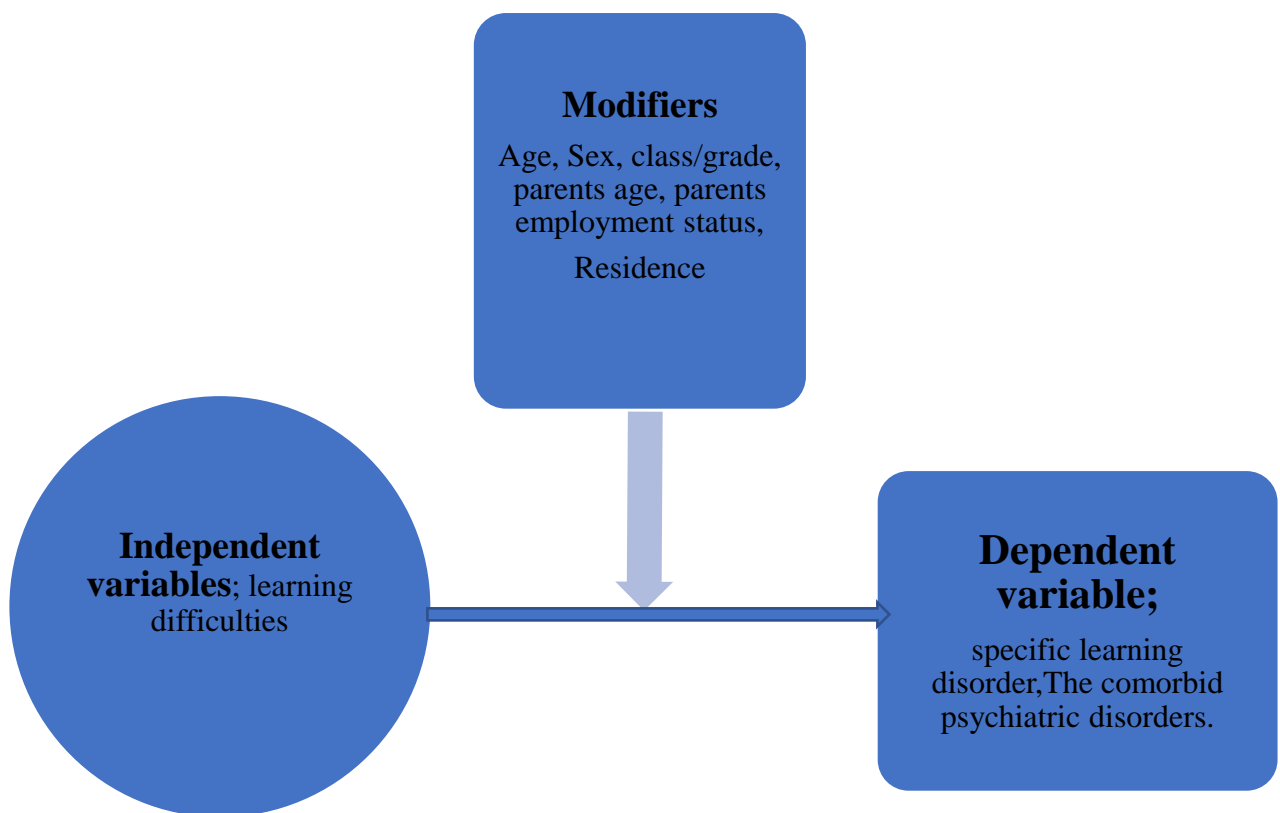 Modifiers
Age, Sex, class/grade,
parents age, parents
employment status,
Residence
Independent
variables; learning
difficulties
Dependent
variable;
specific learning
disorder,The comorbid
psychiatric disorders.